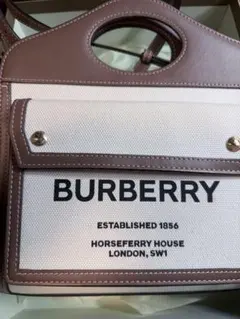 BURBERRY
ESTABLISHED 1856
HORSEFERRY HOUSE
LONDON, SW1